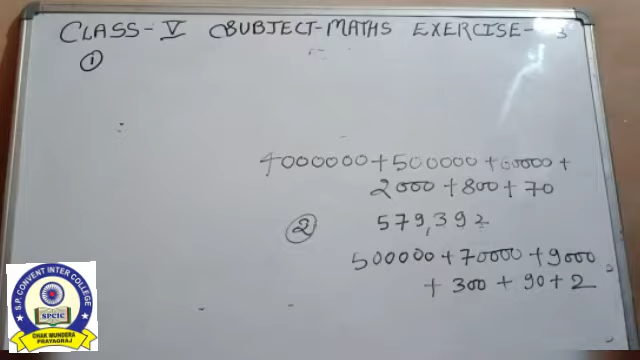 CLASS-V SUBJECT-MATHS EXERCISE-3
①
4000000+500000+60000+
2000+800+70
② 579,392
500000+70000+9000
+300+90+2
S.P. CONVENT INTER COLLEGE
SPCIC
CHAK MUNDERA
PRAYAGRAJ